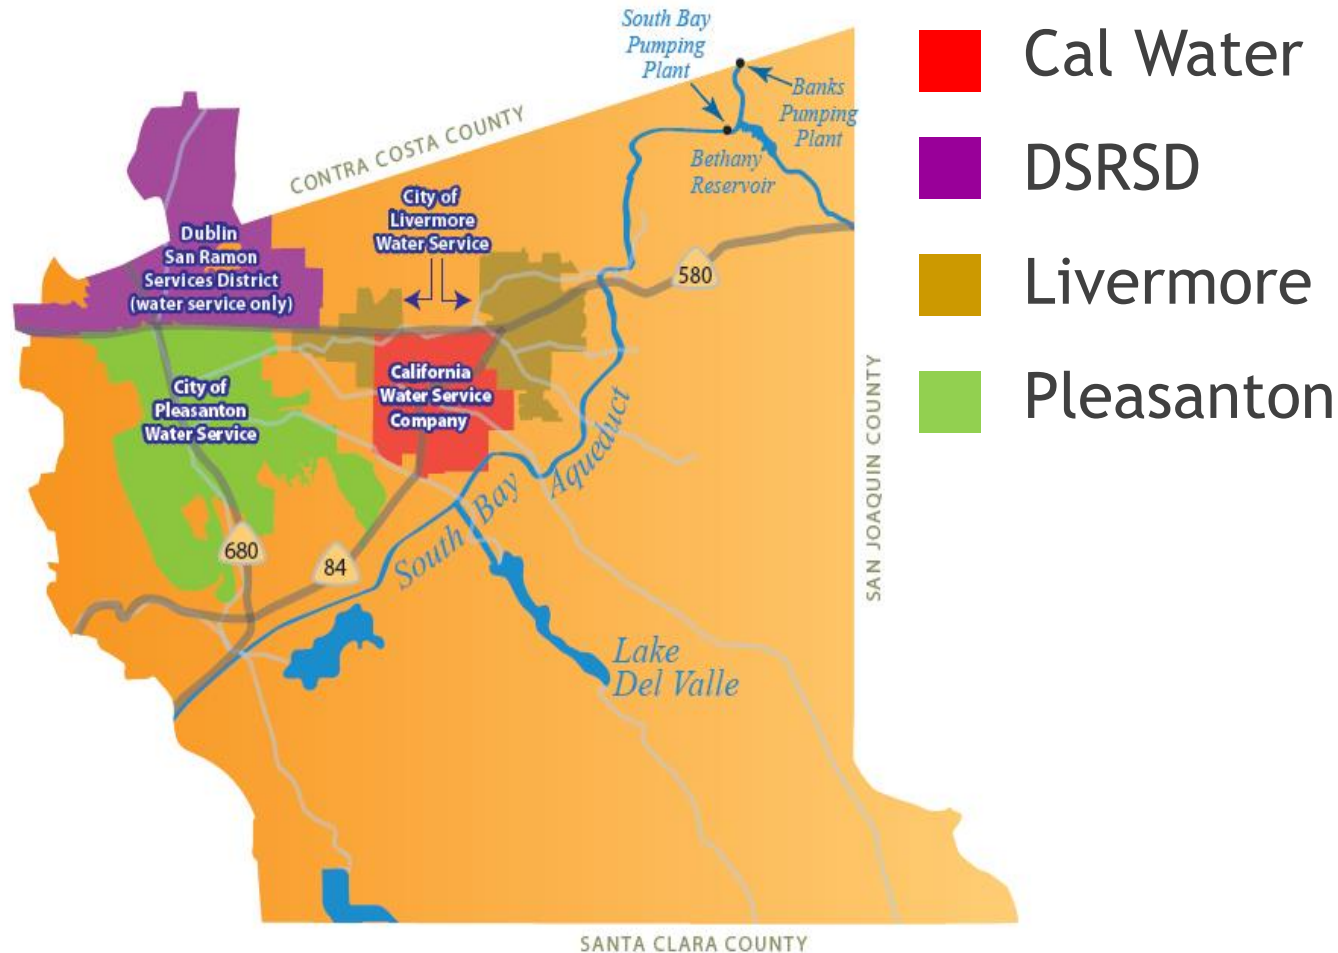 South Bay
Pumping
Plant
Banks
Pumping
Plant
Bethany
Reservoir
CONTRA COSTA COUNTY
City of
Livermore
Water Service
Dublin
San Ramon
Services District
(water service only)
580
California
Water Service
Company
City of
Pleasanton
Water Service
South Bay Aqueduct
680
84
Lake
Del Valle
SAN JOAQUIN COUNTY
SANTA CLARA COUNTY
Cal Water
DSRSD
Livermore
Pleasanton